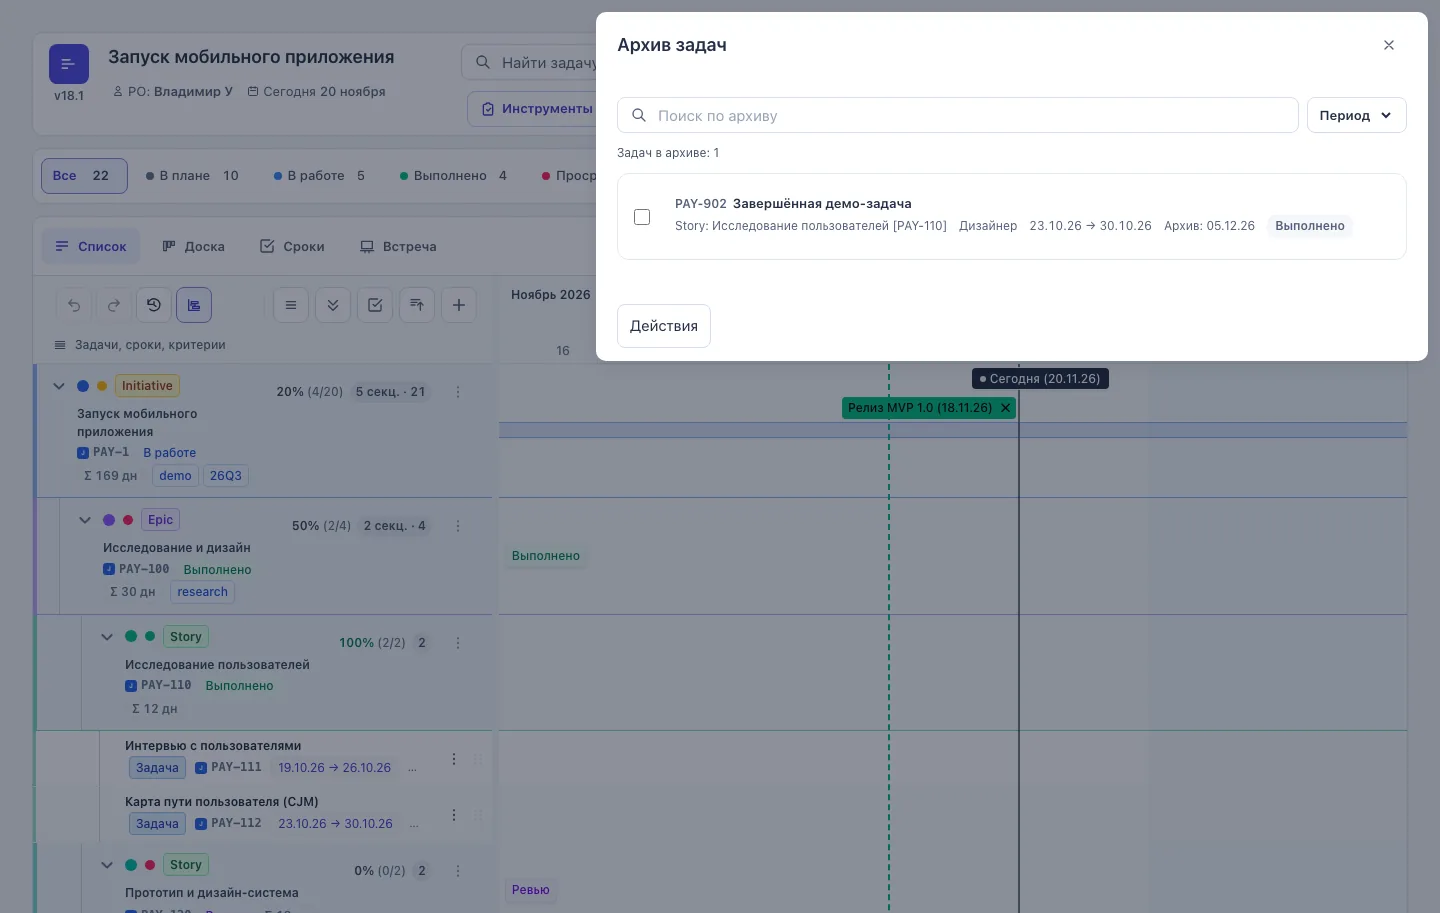 Запуск мобильного приложения
v18.1
PO: Владимир У
Сегодня 20 ноября
Найти задачу
Инструменты
Все 22
В плане 10
В работе 5
Выполнено 4
Проср
Список
Доска
Сроки
Встреча
Ноябрь 2026
16
Задачи, сроки, критерии
Архив задач
Поиск по архиву
Период
Задач в архиве: 1
PAY-902 Завершённая демо-задача
Story: Исследование пользователей [PAY-110] Дизайнер 23.10.26 → 30.10.26 Архив: 05.12.26 Выполнено
Действия
Сегодня (20.11.26)
Релиз MVP 1.0 (18.11.26)
Initiative 20% (4/20) 5 секц. · 21
Запуск мобильного
приложения
PAY-1 В работе
Σ 169 дн demo 26Q3
Epic 50% (2/4) 2 секц. · 4
Исследование и дизайн
Выполнено
PAY-100 Выполнено
Σ 30 дн research
Story 100% (2/2) 2
Исследование пользователей
PAY-110 Выполнено
Σ 12 дн
Интервью с пользователями
Задача PAY-111 19.10.26 → 26.10.26 ...
Карта пути пользователя (CJM)
Задача PAY-112 23.10.26 → 30.10.26 ...
Story 0% (0/2) 2
Прототип и дизайн-система
Ревью